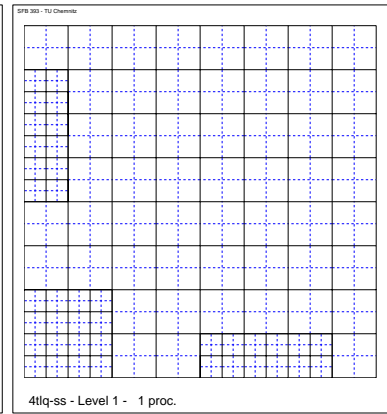 SFB 393 - TU Chemnitz
4tlq-ss - Level 1 - 1 proc.